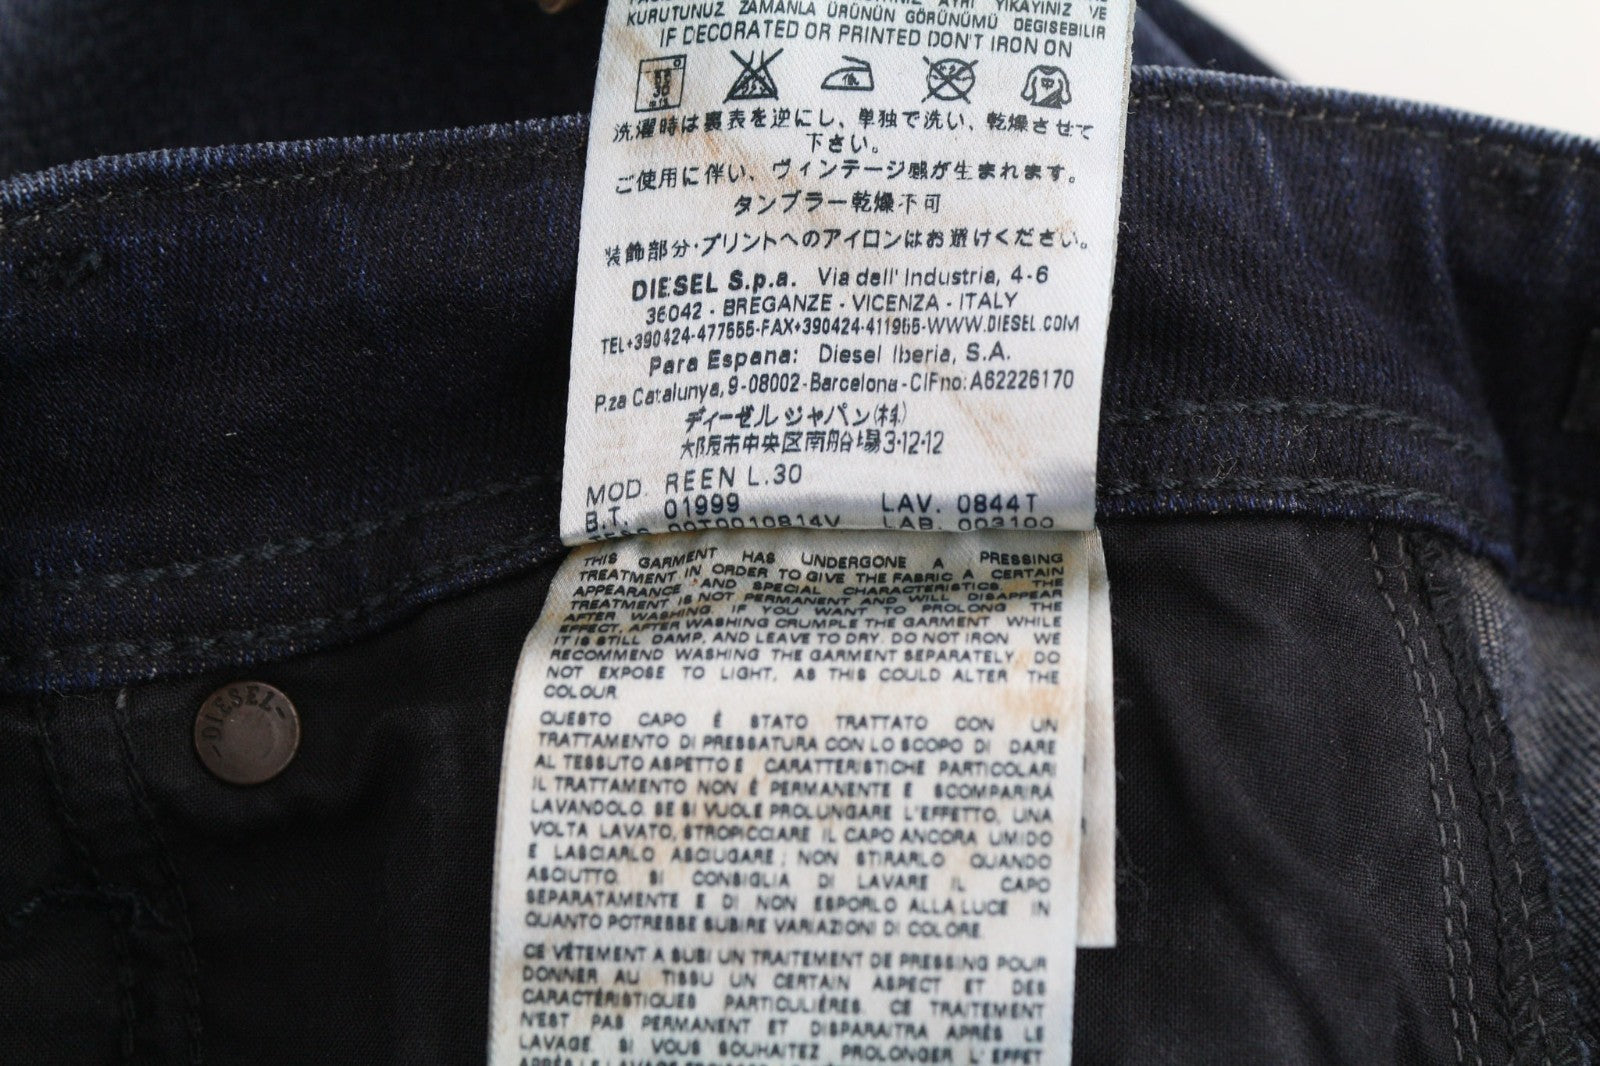 AYRI YIKAYINIZ VE
KURUTUNUZ ZAMANLA ÜRÜNÜN GÖRÜNÜMÜ DEGISEBILIR
IF DECORATED OR PRINTED DON'T IRON ON
洗濯時は裏表を逆にし、単独で洗い、乾燥させて
下さい。
ご使用に伴い、ヴィンテージ感が生まれます。
タンブラー乾燥不可
装飾部分・プリントへのアイロンはお避けください。
DIESEL S.p.a. Via dell' Industria, 4-6
36042 - BREGANZE - VICENZA - ITALY
TEL+390424-477555-FAX+390424-411955-WWW.DIESEL.COM
Para Espana: Diesel Iberia, S.A.
P.za Catalunya, 9-08002-Barcelona-CIFno:A62226170
ディーゼルジャパン(株)
大阪市中央区南船場3-12-12
MOD. REEN L.30
B.T. 01999 LAV. 0844T
00T0010B14V LAB. 003100
THIS GARMENT HAS UNDERGONE A PRESSING
TREATMENT IN ORDER TO GIVE THE FABRIC A CERTAIN
APPEARANCE AND SPECIAL CHARACTERISTICS. THE
TREATMENT IS NOT PERMANENT AND WILL DISAPPEAR
AFTER WASHING. IF YOU WANT TO PROLONG THE
EFFECT, AFTER WASHING CRUMPLE THE GARMENT WHILE
IT IS STILL DAMP, AND LEAVE TO DRY. DO NOT IRON WE
RECOMMEND WASHING THE GARMENT SEPARATELY. DO
NOT EXPOSE TO LIGHT, AS THIS COULD ALTER THE
COLOUR
QUESTO CAPO È STATO TRATTATO CON UN
TRATTAMENTO DI PRESSATURA CON LO SCOPO DI DARE
AL TESSUTO ASPETTO E CARATTERISTICHE PARTICOLARI
IL TRATTAMENTO NON È PERMANENTE E SCOMPARIRÀ
LAVANDOLO. SE SI VUOLE PROLUNGARE L'EFFETTO, UNA
VOLTA LAVATO, STROPICCIARE IL CAPO ANCORA UMIDO
E LASCIARLO ASCIUGARE; NON STIRARLO QUANDO
ASCIUTTO. SI CONSIGLIA DI LAVARE IL CAPO
SEPARATAMENTE E DI NON ESPORLO ALLA LUCE IN
QUANTO POTREBBE SUBIRE VARIAZIONI DI COLORE.
CE VÊTEMENT A SUBI UN TRAITEMENT DE PRESSING POUR
DONNER AU TISSU UN CERTAIN ASPECT ET DES
CARACTÉRISTIQUES PARTICULIÈRES. CE TRAITEMENT
N'EST PAS PERMANENT ET DISPARAITRA APRÈS LE
LAVAGE. SI VOUS SOUHAITEZ PROLONGER L'EFFET
-DIESEL-